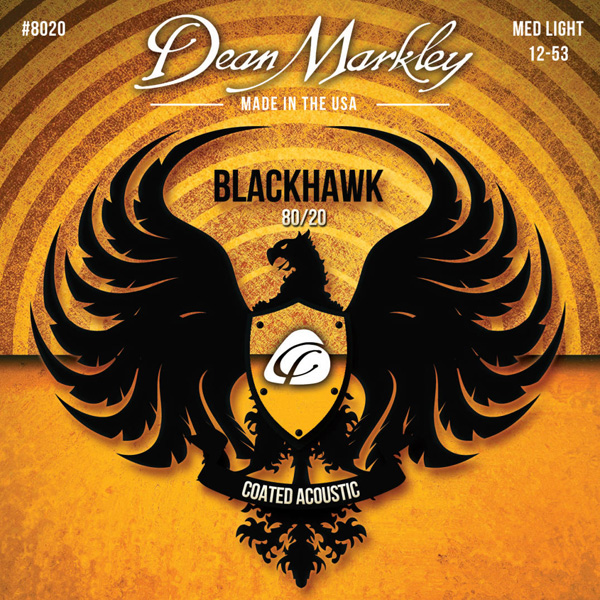 #8020
MED LIGHT
12-53
Dean Markley
MADE IN THE USA
BLACKHAWK
80/20
COATED ACOUSTIC